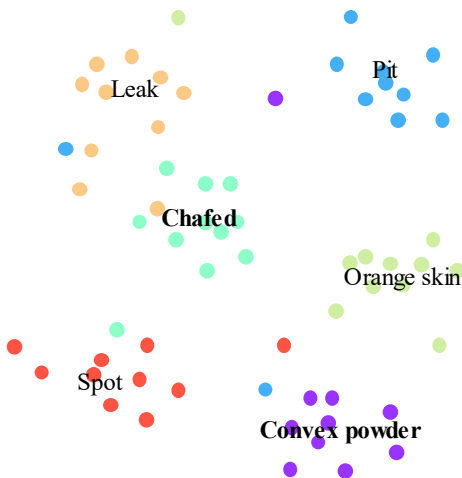 Pit
Leak
Chafed
Orange skin
Spot
Convex powder